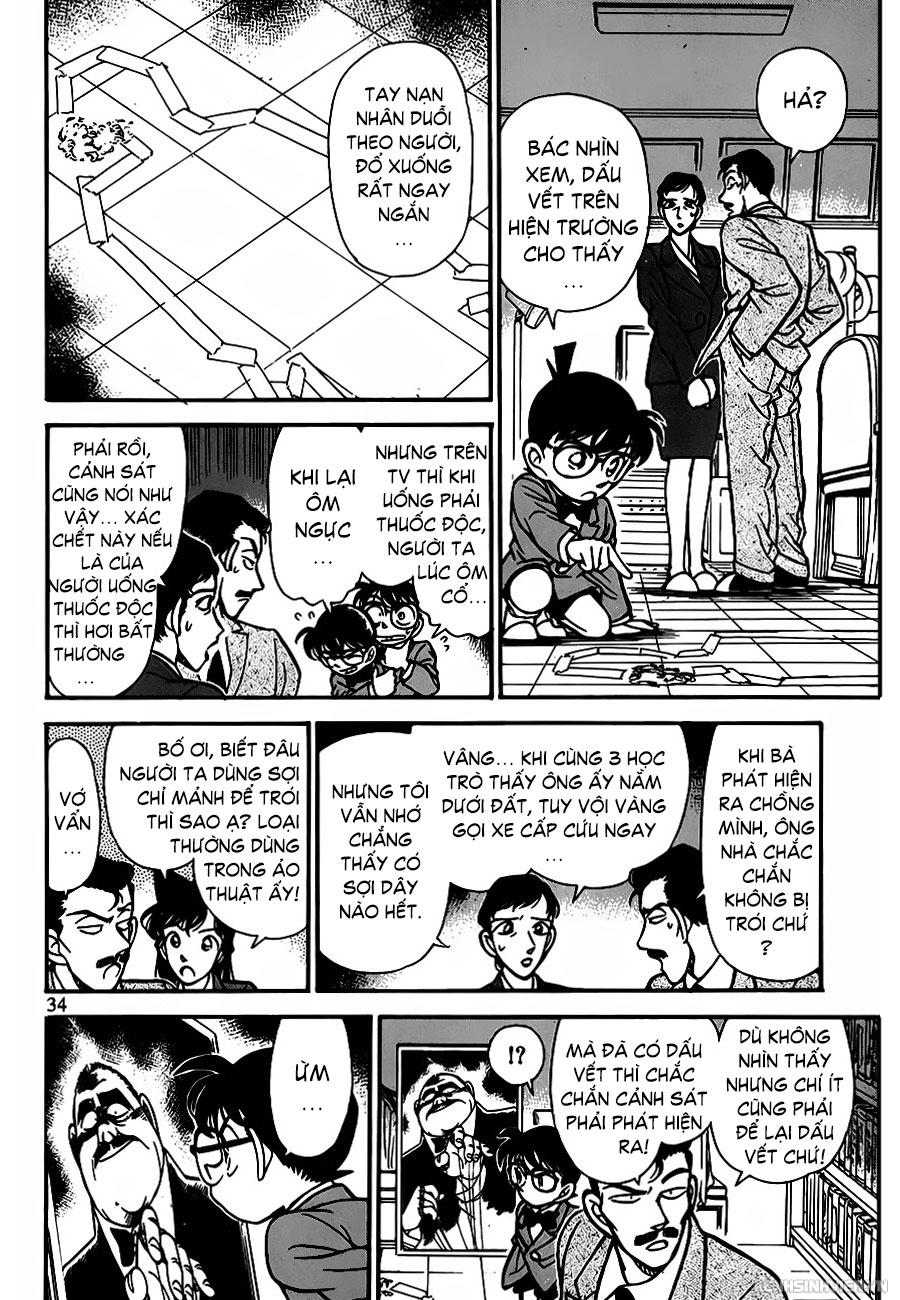 HẢ?
BÁC NHÌN
XEM, DẤU
VẾT TRÊN
HIỆN TRƯỜNG
CHO THẤY
...
TAY NẠN
NHÂN DUỖI
THEO NGƯỜI,
ĐỔ XUỐNG
RẤT NGAY
NGẮN
...
NHƯNG TRÊN
TV THÌ KHI
UỐNG PHẢI
THUỐC ĐỘC,
NGƯỜI TA
LÚC ÔM
CỔ...
KHI LẠI
ÔM
NGỰC
...
PHẢI RỒI,
CẢNH SÁT
CŨNG NÓI NHƯ
VẬY... XÁC
CHẾT NÀY NẾU
LÀ CỦA
NGƯỜI UỐNG
THUỐC ĐỘC
THÌ HƠI BẤT
THƯỜNG
...
KHI BÀ
PHÁT HIỆN
RA CHỒNG
MÌNH, ÔNG
NHÀ CHẮC
CHẮN
KHÔNG BỊ
TRÓI CHỨ
?
VÂNG... KHI CÙNG 3 HỌC
TRÒ THẤY ÔNG ẤY NẰM
DƯỚI ĐẤT, TUY VỘI VÀNG
GỌI XE CẤP CỨU NGAY
...
NHƯNG TÔI
VẪN NHỚ
CHẲNG
THẤY CÓ
SỢI DÂY
NÀO HẾT.
BỐ ƠI, BIẾT ĐÂU
NGƯỜI TA DÙNG SỢI
CHỈ MẢNH ĐỂ TRÓI
THÌ SAO Ạ? LOẠI
THƯỜNG DÙNG
TRONG ẢO
THUẬT ẤY!
VỚ
VẨN
...
34
DÙ KHÔNG
NHÌN THẤY
NHƯNG CHÍ ÍT
CŨNG PHẢI
ĐỂ LẠI DẤU
VẾT CHỨ!
MÀ ĐÃ CÓ DẤU
VẾT THÌ CHẮC
CHẮN CẢNH SÁT
PHẢI PHÁT HIỆN
RA!
!?
ỪM
...